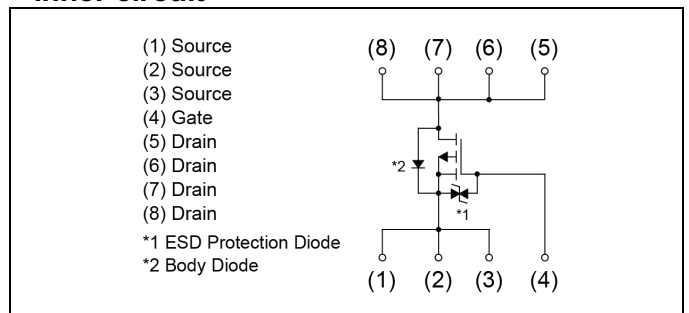 Inner circuit
(1) Source
(2) Source
(3) Source
(4) Gate
(5) Drain
(6) Drain
(7) Drain
(8) Drain
*1 ESD Protection Diode
*2 Body Diode
(8) (7) (6) (5)
*2
*1
(1) (2) (3) (4)